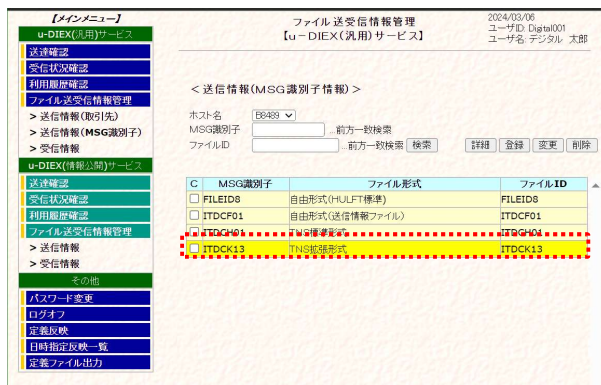 【メインメニュー】
u-DIEX(汎用)サービス
送達確認
受信状況確認
利用履歴確認
ファイル送受信情報管理
> 送信情報(取引先)
> 送信情報(MSG識別子)
> 受信情報
u-DIEX(情報公開)サービス
送達確認
受信状況確認
利用履歴確認
ファイル送受信情報管理
> 送信情報
> 受信情報
その他
パスワード変更
ログオフ
定義反映
日時指定反映一覧
定義ファイル出力
ファイル送受信情報管理
【u-DIEX(汎用)サービス】
2024/03/06
ユーザID: Digital001
ユーザ名: デジタル 太郎
<送信情報(MSG識別子情報)>
ホスト名 B8489
MSG識別子 ...前方一致検索
ファイルID ...前方一致検索 検索 詳細 登録 変更 削除
C MSG識別子 ファイル形式 ファイルID
FILEID8 自由形式(HULFT標準) FILEID8
ITDCF01 自由形式(送信情報ファイル) ITDCF01
ITDCH01 TNS標準形式 ITDCH01
ITDCK13 TNS拡張形式 ITDCK13